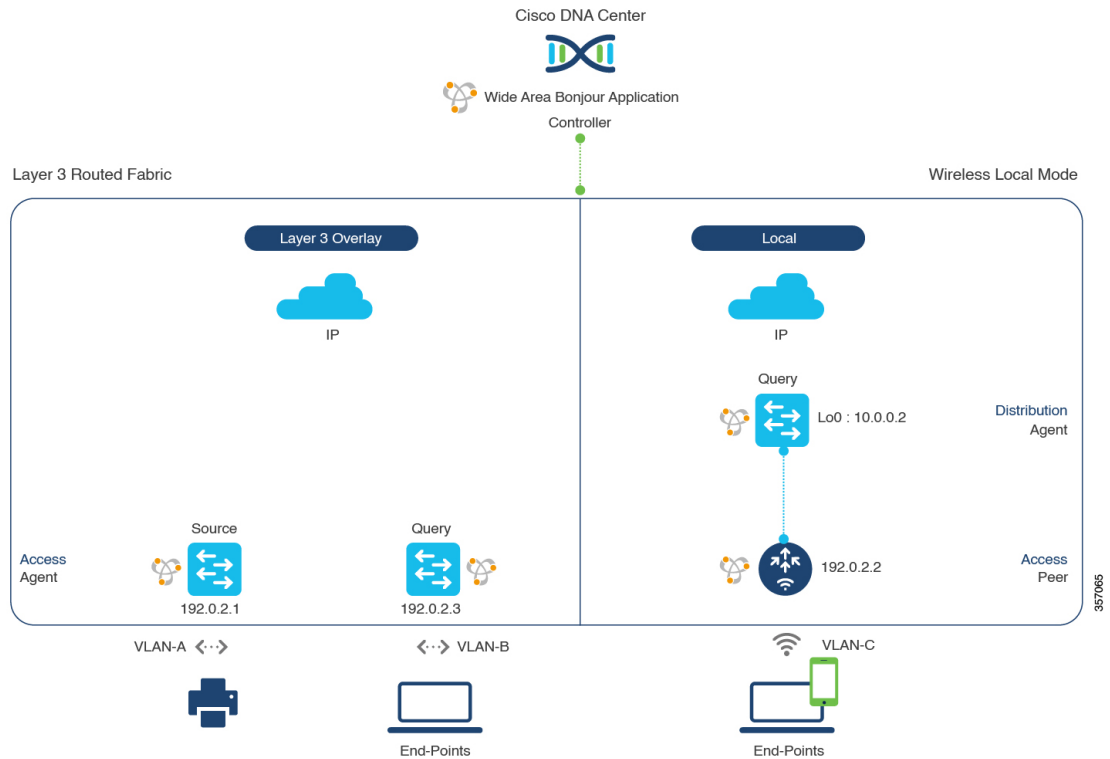 Cisco DNA Center
Wide Area Bonjour Application
Controller
Layer 3 Routed Fabric
Wireless Local Mode
Layer 3 Overlay
Local
IP
IP
Query
Lo0 : 10.0.0.2
Distribution
Agent
Source
Query
Access
Agent
192.0.2.2
Access
Peer
192.0.2.1
192.0.2.3
357065
VLAN-A
VLAN-B
VLAN-C
End-Points
End-Points